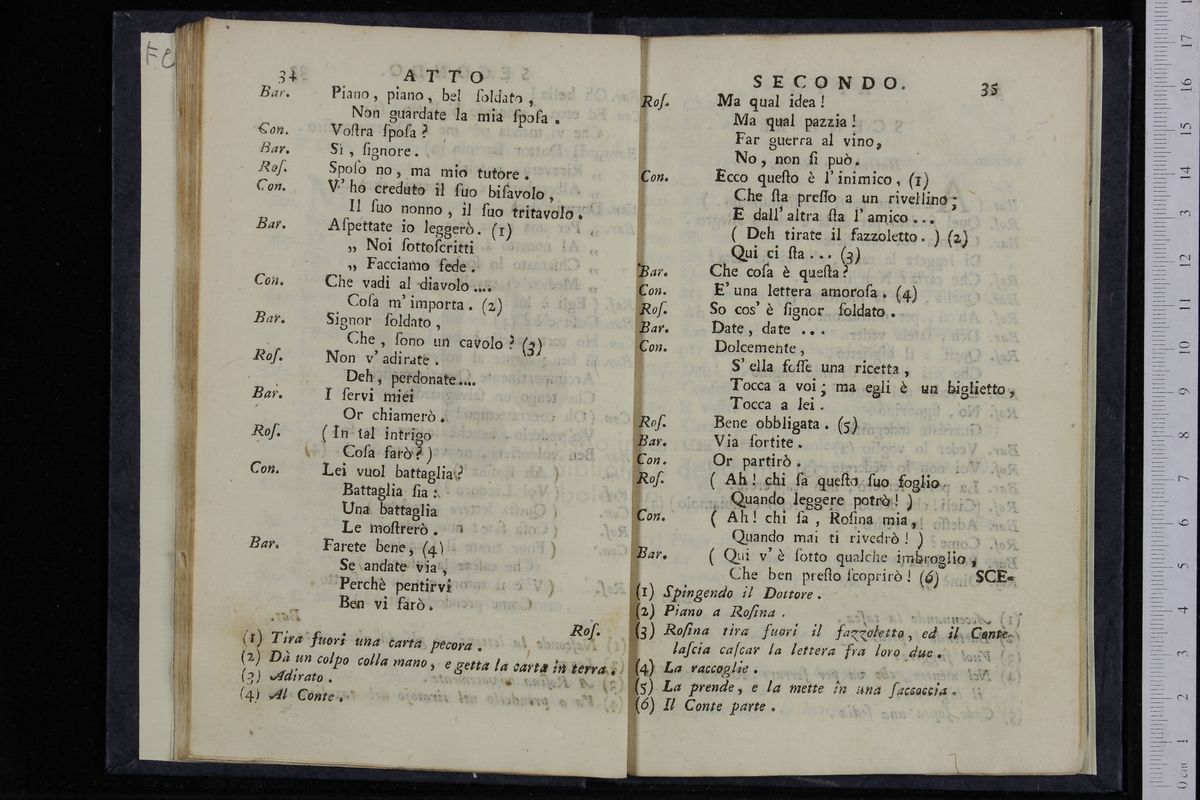 34 ATTO
Bar. Piano, piano, bel ſoldato,
Non guardate la mia ſpoſa.
Con. Voſtra ſpoſa?
Bar. Sì, ſignore.
Roſ. Spoſo no, ma mio tutore.
Con. V' ho creduto il ſuo biſavolo,
Il ſuo nonno, il ſuo tritavolo.
Bar. Aſpettate io leggerò. (1)
„ Noi ſottoſcritti
„ Facciamo fede.
Con. Che vadi al diavolo....
Coſa m' importa. (2)
Bar. Signor ſoldato,
Che, ſono un cavolo? (3)
Roſ. Non v' adirate.
Deh, perdonate....
Bar. I ſervi miei
Or chiamerò.
Roſ. (In tal intrigo
Coſa farò?)
Con. Lei vuol battaglia?
Battaglia ſia:
Una battaglia
Le moſtrerò.
Bar. Farete bene, (4)
Se andate via,
Perchè pentirvi
Ben vi farò.
Roſ.
(1) Tira fuori una carta pecora.
(2) Dà un colpo colla mano, e getta la carta in terra.
(3) Adirato.
(4) Al Conte.
SECONDO. 35
Roſ. Ma qual idea!
Ma qual pazzia!
Far guerra al vino,
No, non ſi può.
Con. Ecco queſto è l'inimico, (1)
Che ſta preſſo a un rivellino;
E dall' altra ſta l' amico...
( Deh tirate il fazzoletto. ) (2)
Qui ci ſta... (3)
Bar. Che coſa è queſta?
Con. E' una lettera amoroſa. (4)
Roſ. So cos' è ſignor ſoldato.
Bar. Date, date ...
Con. Dolcemente,
S' ella foſſe una ricetta,
Tocca a voi; ma egli è un biglietto,
Tocca a lei.
Roſ. Bene obbligata. (5)
Bar. Via ſortite.
Con. Or partirò.
Roſ. ( Ah! chi ſa queſto ſuo foglio
Quando leggere potrò! )
Con. ( Ah! chi ſa, Roſina mia,
Quando mai ti rivedrò! )
Bar. ( Qui v' è ſotto qualche imbroglio,
Che ben preſto ſcoprirò! (6) SCE-
(1) Spingendo il Dottore.
(2) Piano a Roſina.
(3) Roſina tira fuori il fazzoletto, ed il Conte
laſcia caſcar la lettera fra loro due.
(4) La raccoglie.
(5) La prende, e la mette in una ſaccoccia.
(6) Il Conte parte.